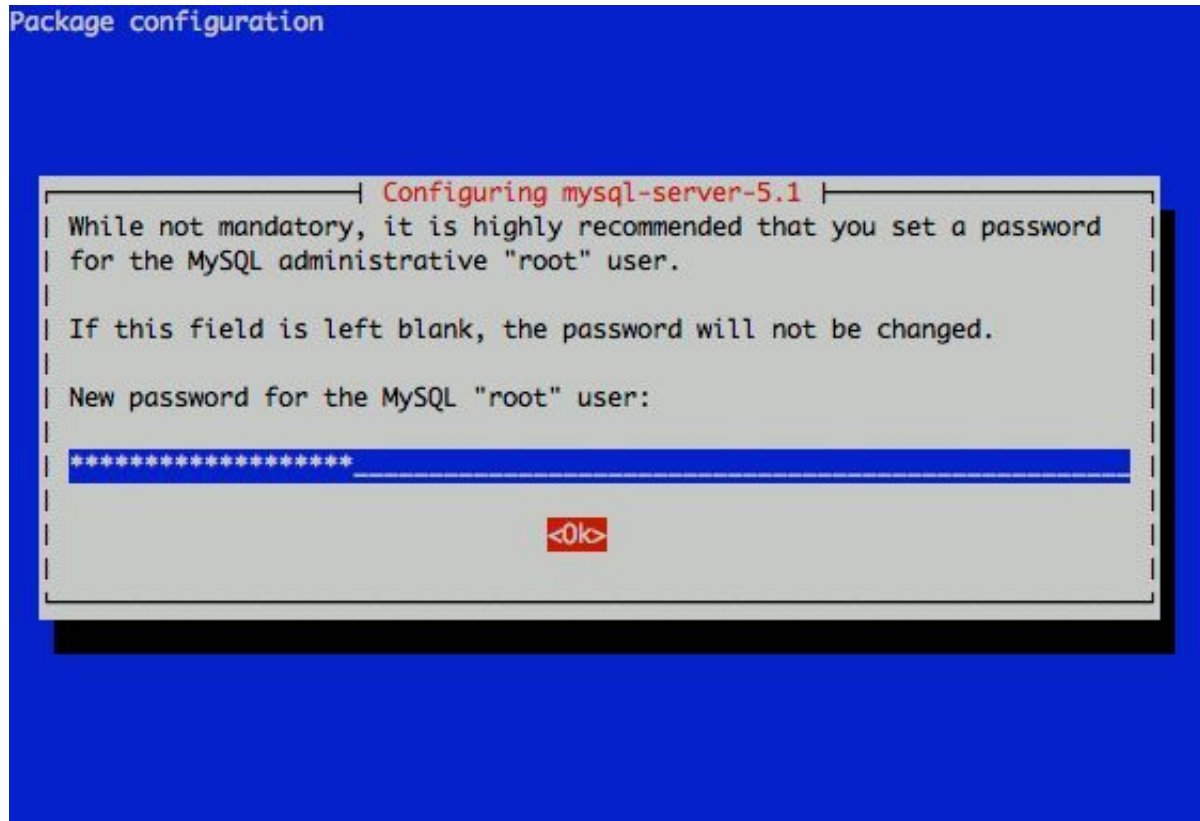 Package configuration
Configuring mysql-server-5.1
While not mandatory, it is highly recommended that you set a password
for the MySQL administrative "root" user.
If this field is left blank, the password will not be changed.
New password for the MySQL "root" user:
*******************
<Ok>